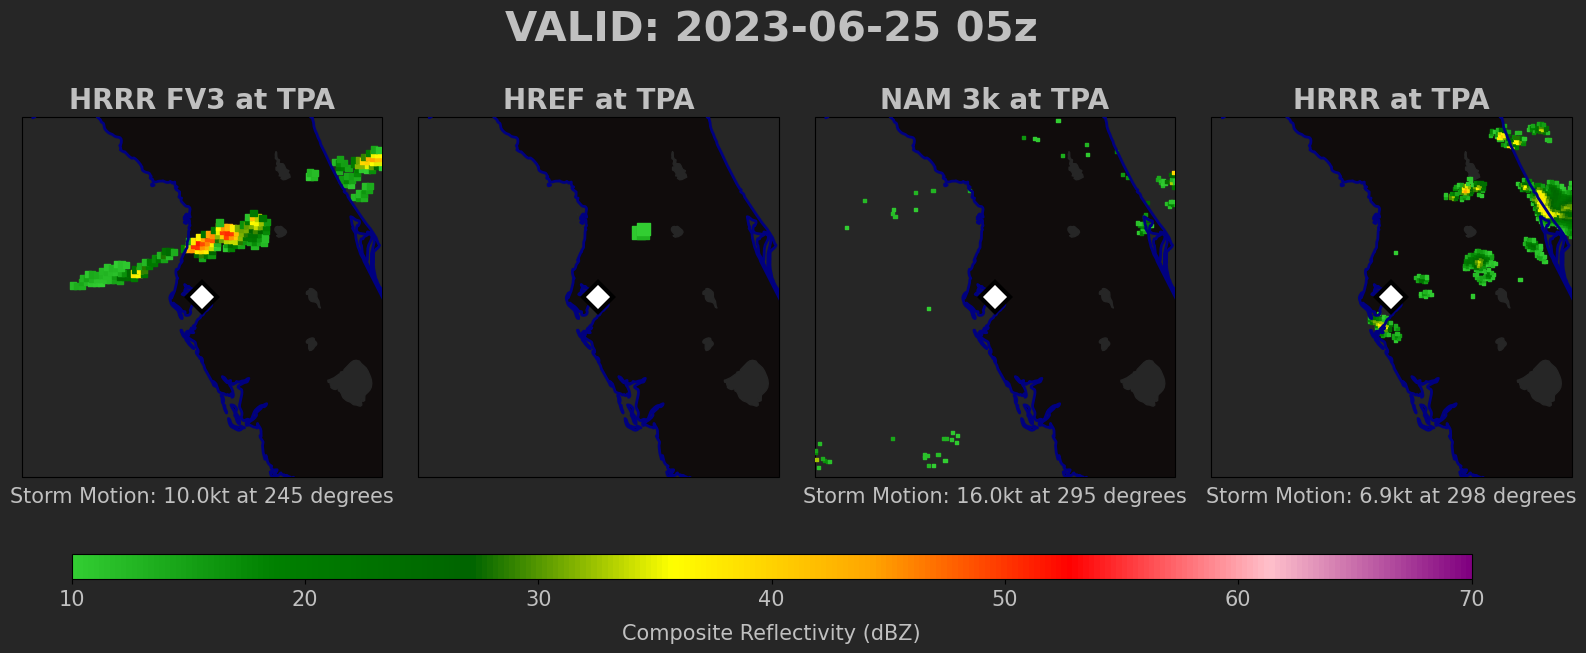 VALID: 2023-06-25 05z
HRRR FV3 at TPA
HREF at TPA
NAM 3k at TPA
HRRR at TPA
Storm Motion: 10.0kt at 245 degrees
Storm Motion: 16.0kt at 295 degrees
Storm Motion: 6.9kt at 298 degrees
10 20 30 40 50 60 70
Composite Reflectivity (dBZ)